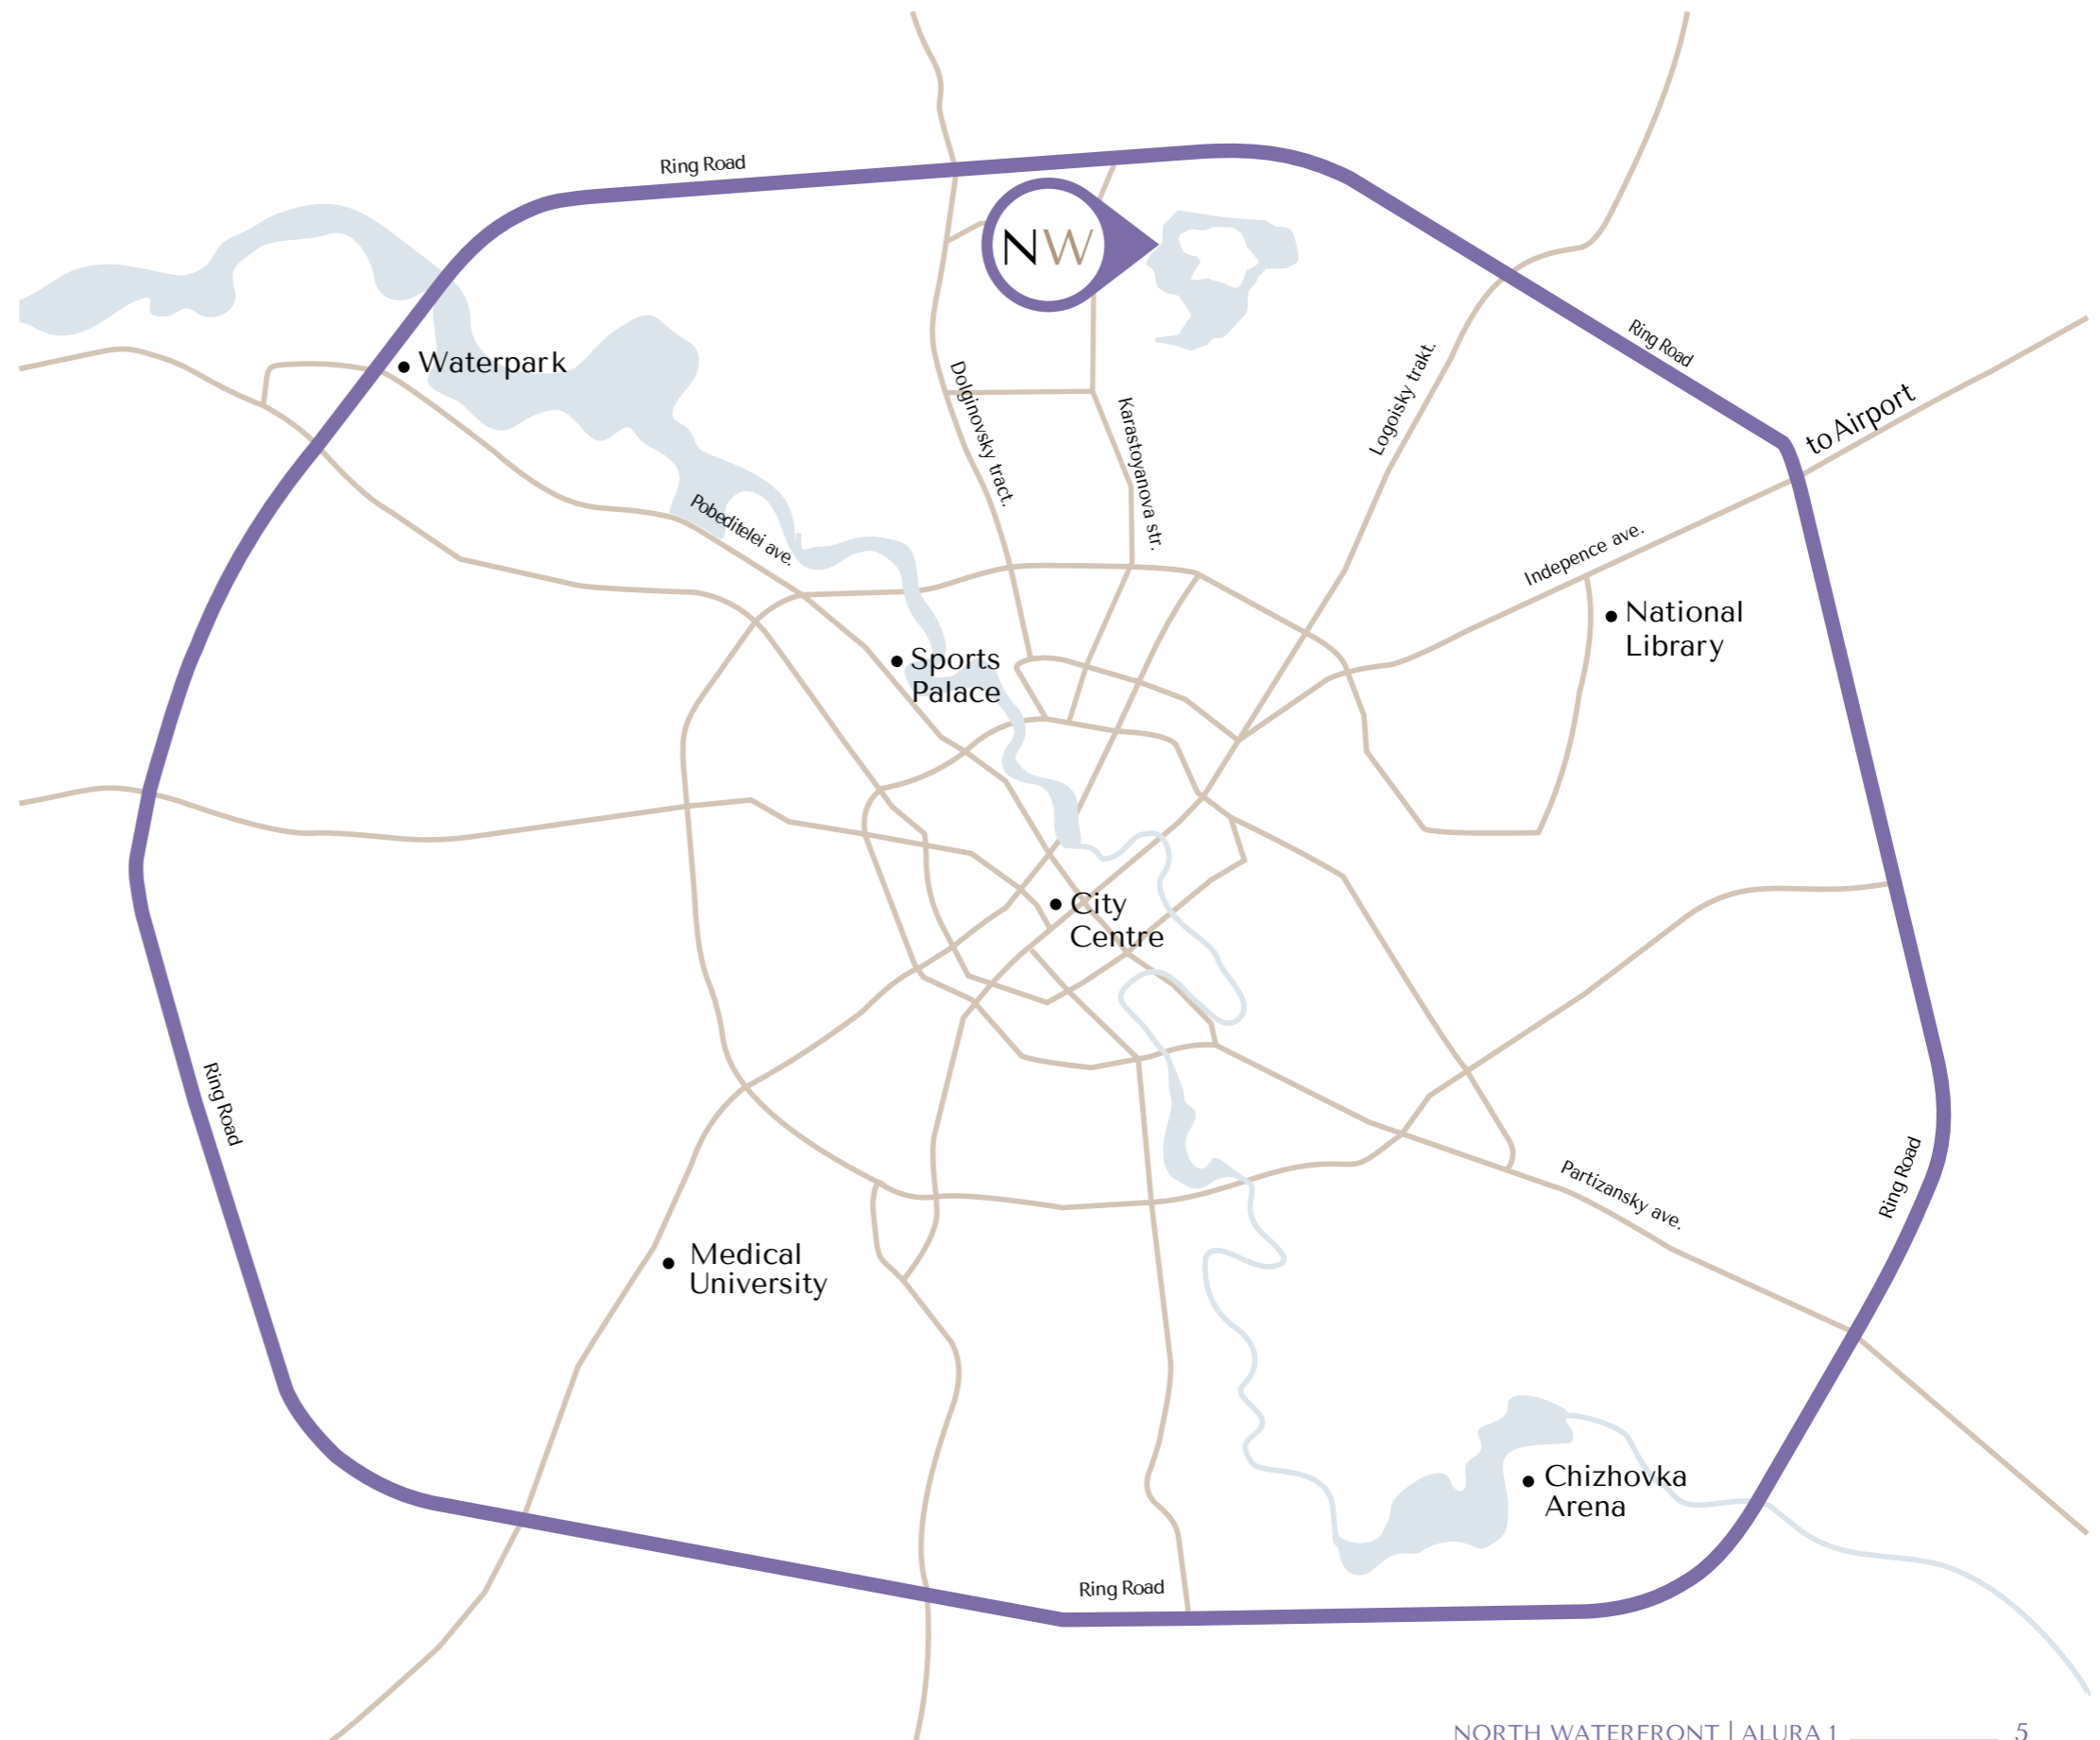 Ring Road
NW
Waterpark
Ring Road
Dolginovsky tract.
Karastoyanova str.
Logoisky trakt.
to Airport
Pobeditelei ave.
Indepence ave.
National
Library
Sports
Palace
City
Centre
Ring Road
Ring Road
Partizansky ave.
Medical
University
Chizhovka
Arena
Ring Road
NORTH WATERFRONT | ALURA 1 5